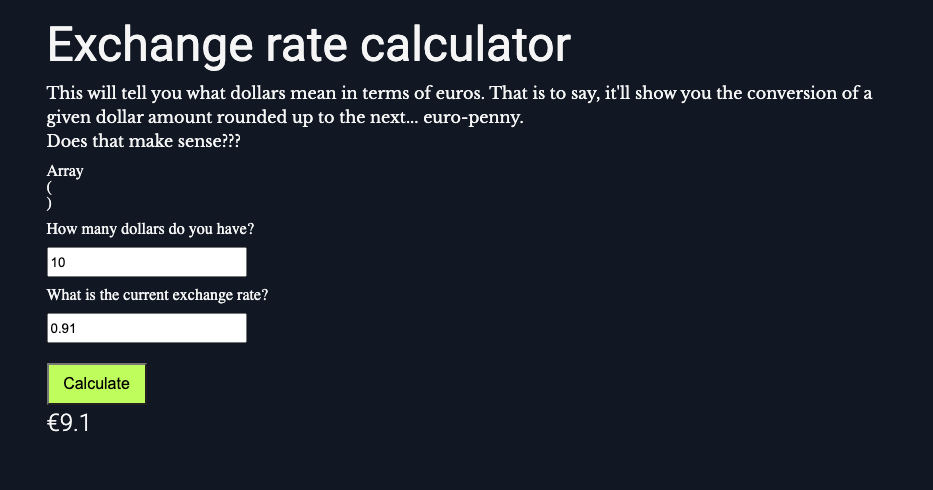 Exchange rate calculator
This will tell you what dollars mean in terms of euros. That is to say, it'll show you the conversion of a
given dollar amount rounded up to the next... euro-penny.
Does that make sense???
Array
(
)
How many dollars do you have?
10
What is the current exchange rate?
0.91
Calculate
€9.1